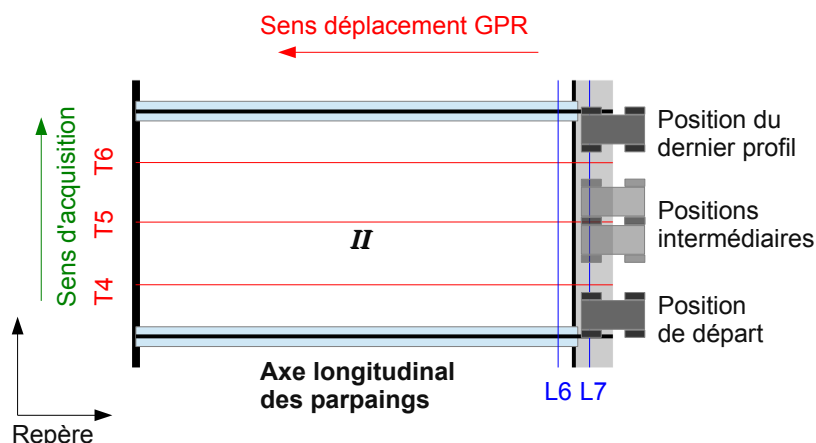 Sens déplacement GPR
Sens d'acquisition
T6
T5
T4
II
Position du
dernier profil
Positions
intermédiaires
Position
de départ
Axe longitudinal
des parpaings
L6 L7
Repère